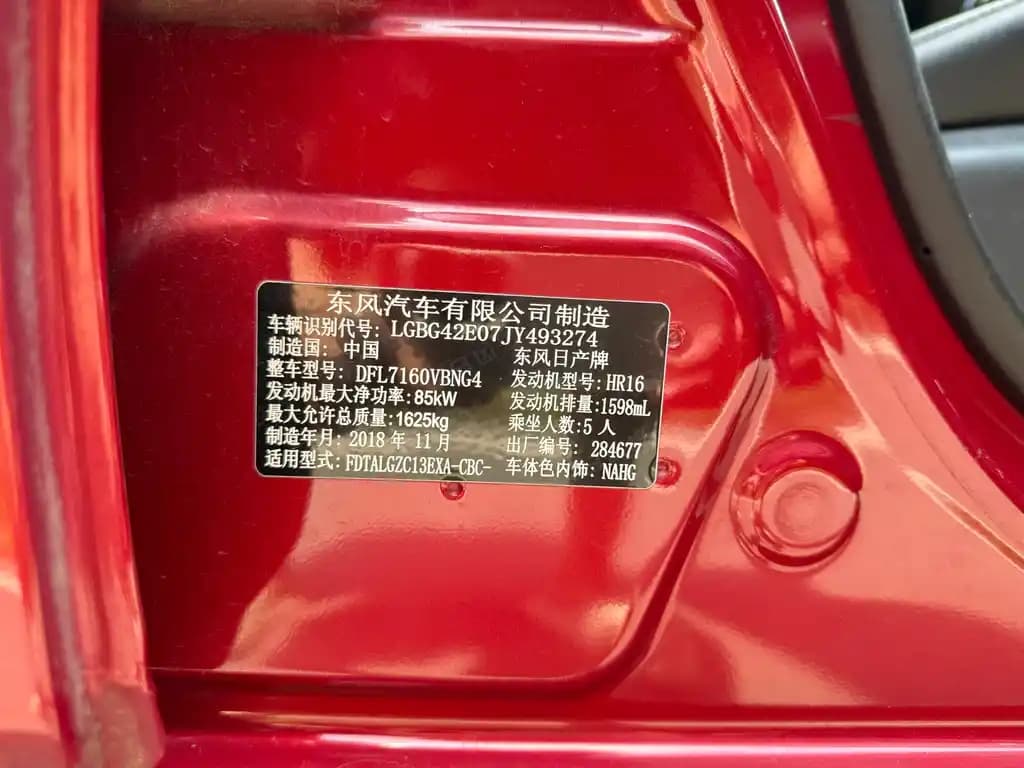 东风汽车有限公司制造
车辆识别代号: LGBG42E07JY493274
制造国: 中国 东风日产牌
整车型号: DFL7160VBNG4 发动机型号: HR16
发动机最大净功率: 85kW 发动机排量: 1598mL
最大允许总质量: 1625kg 乘坐人数: 5 人
制造年月: 2018 年 11 月 出厂编号: 284677
适用型式: FDTALGZC13EXA-CBC- 车体色内饰: NAHG